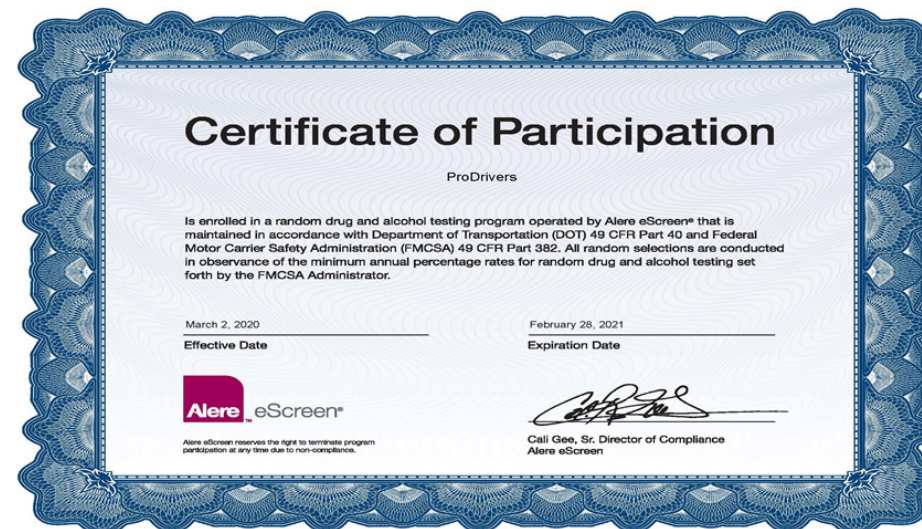 Certificate of Participation
ProDrivers
Is enrolled in a random drug and alcohol testing program operated by Alere eScreen® that is
maintained in accordance with Department of Transportation (DOT) 49 CFR Part 40 and Federal
Motor Carrier Safety Administration (FMCSA) 49 CFR Part 382. All random selections are conducted
in observance of the minimum annual percentage rates for random drug and alcohol testing set
forth by the FMCSA Administrator.
March 2, 2020
February 28, 2021
Effective Date
Expiration Date
Alere™ eScreen®
Alere eScreen reserves the right to terminate program
participation at any time due to non-compliance.
Cali Gee, Sr. Director of Compliance
Alere eScreen